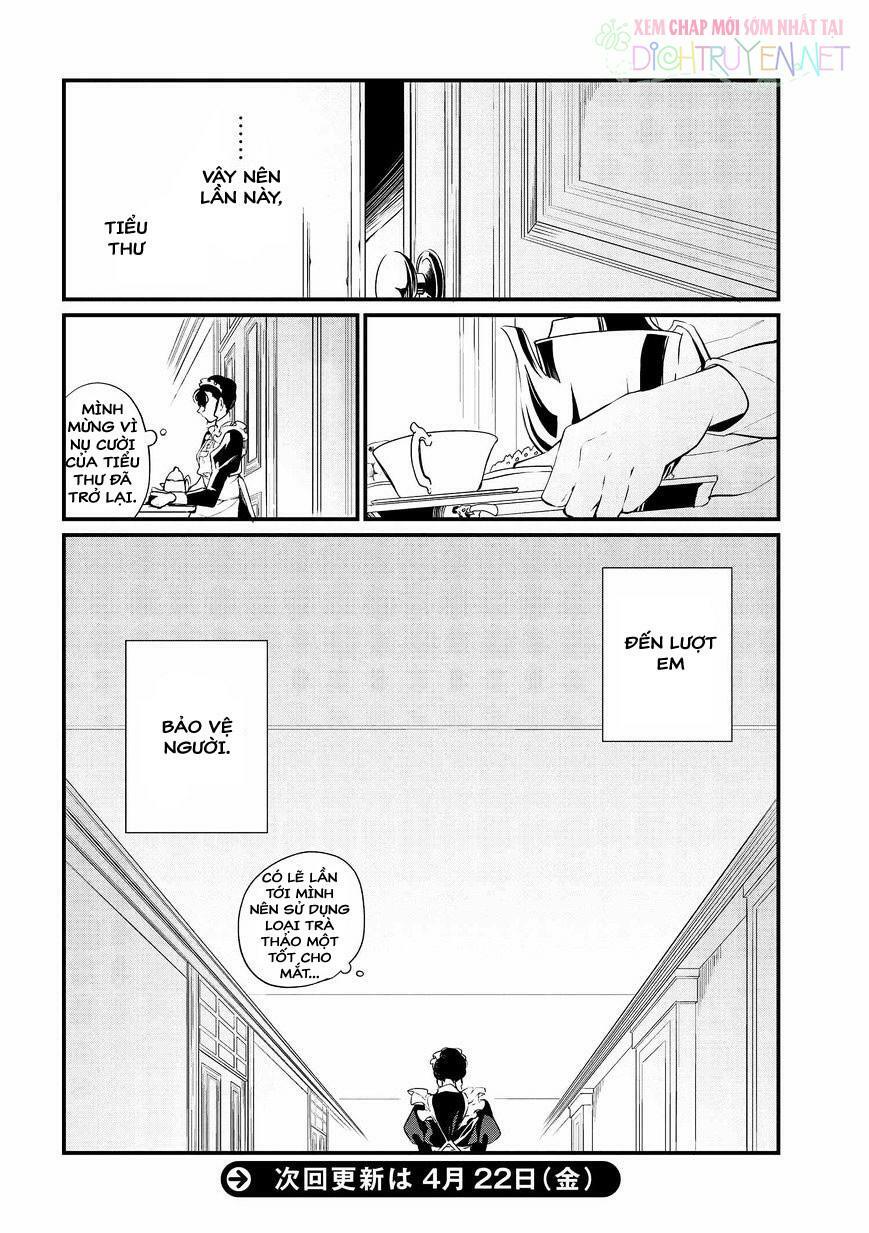 XEM CHAP MỚI SỚM NHẤT TẠI
DICHTRUYEN.NET
........
VẬY NÊN
LẦN NÀY,
TIỂU
THƯ
MÌNH
MỪNG VÌ
NỤ CƯỜI
CỦA TIỂU
THƯ ĐÃ
TRỞ LẠI.
ĐẾN LƯỢT
EM
BẢO VỆ
NGƯỜI.
CÓ LẼ LẦN
TỚI MÌNH
NÊN SỬ DỤNG
LOẠI TRÀ
THẢO MỘT
TỐT CHO
MẮT...
次回更新は 4月 22日(金)